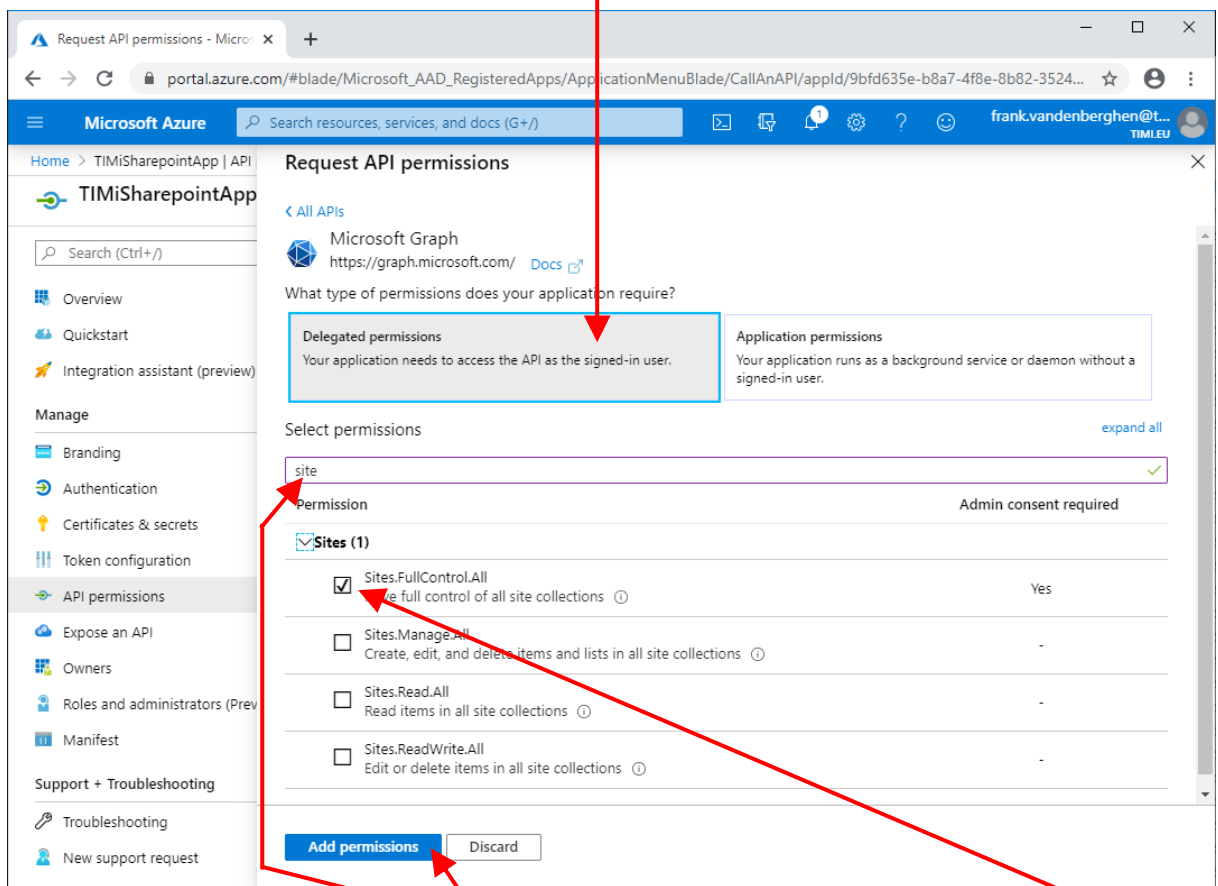 Request API permissions - Micro
portal.azure.com/#blade/Microsoft_AAD_RegisteredApps/ApplicationMenuBlade/CallAnAPI/appId/9bfd635e-b8a7-4f8e-8b82-3524...
Microsoft Azure
Search resources, services, and docs (G+/)
1
frank.vandenberghen@t...
TIMI.EU
Home > TIMiSharepointApp | API
TIMiSharepointApp
Search (Ctrl+/)
Overview
Quickstart
Integration assistant (preview)
Manage
Branding
Authentication
Certificates & secrets
Token configuration
API permissions
Expose an API
Owners
Roles and administrators (Prev
Manifest
Support + Troubleshooting
Troubleshooting
New support request
Request API permissions
All APIs
Microsoft Graph
https://graph.microsoft.com/ Docs
What type of permissions does your application require?
Delegated permissions
Your application needs to access the API as the signed-in user.
Application permissions
Your application runs as a background service or daemon without a
signed-in user.
Select permissions
expand all
site
Permission
Admin consent required
Sites (1)
Sites.FullControl.All
full control of all site collections
Yes
Sites.Manage.All
Create, edit, and delete items and lists in all site collections
-
Sites.Read.All
Read items in all site collections
-
Sites.ReadWrite.All
Edit or delete items in all site collections
-
Add permissions
Discard